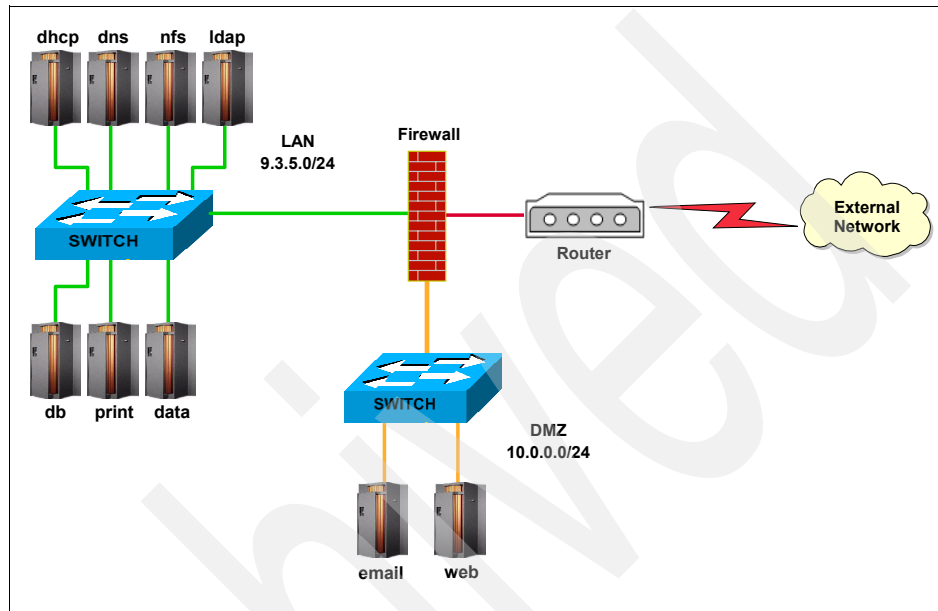 dhcp dns nfs ldap
LAN
9.3.5.0/24
Firewall
SWITCH
Router
External
Network
db print data
SWITCH
DMZ
10.0.0.0/24
email web
hived